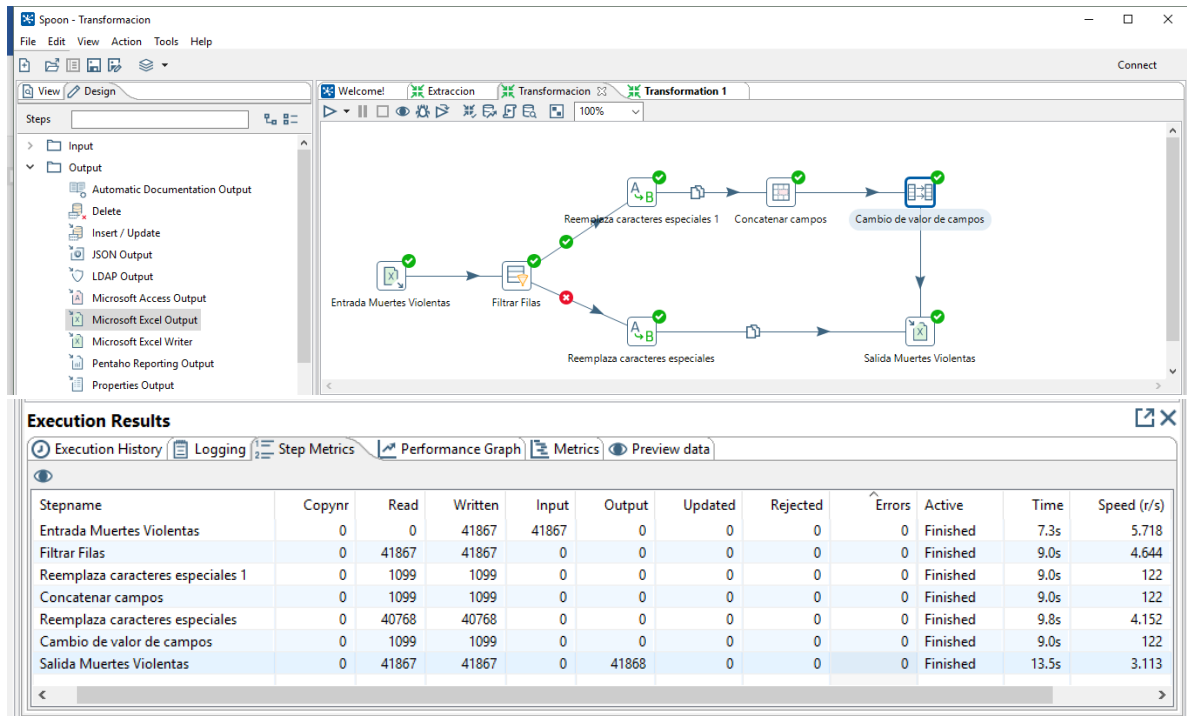 Spoon - Transformacion
File Edit View Action Tools Help
Connect
View Design
Welcome! Extraccion Transformacion Transformation 1
Steps
100%
Input
Output
Automatic Documentation Output
Delete
Insert / Update
JSON Output
LDAP Output
Microsoft Access Output
Microsoft Excel Output
Microsoft Excel Writer
Pentaho Reporting Output
Properties Output
Reemplaza caracteres especiales 1
Concatenar campos
Cambio de valor de campos
Entrada Muertes Violentas
Filtrar Filas
Reemplaza caracteres especiales
Salida Muertes Violentas
Execution Results
Execution History Logging Step Metrics Performance Graph Metrics Preview data
Stepname Copynr Read Written Input Output Updated Rejected Errors Active Time Speed (r/s)
Entrada Muertes Violentas 0 0 41867 41867 0 0 0 0 Finished 7.3s 5.718
Filtrar Filas 0 41867 41867 0 0 0 0 0 Finished 9.0s 4.644
Reemplaza caracteres especiales 1 0 1099 1099 0 0 0 0 0 Finished 9.0s 122
Concatenar campos 0 1099 1099 0 0 0 0 0 Finished 9.0s 122
Reemplaza caracteres especiales 0 40768 40768 0 0 0 0 0 Finished 9.8s 4.152
Cambio de valor de campos 0 1099 1099 0 0 0 0 0 Finished 9.0s 122
Salida Muertes Violentas 0 41867 41867 0 41868 0 0 0 Finished 13.5s 3.113